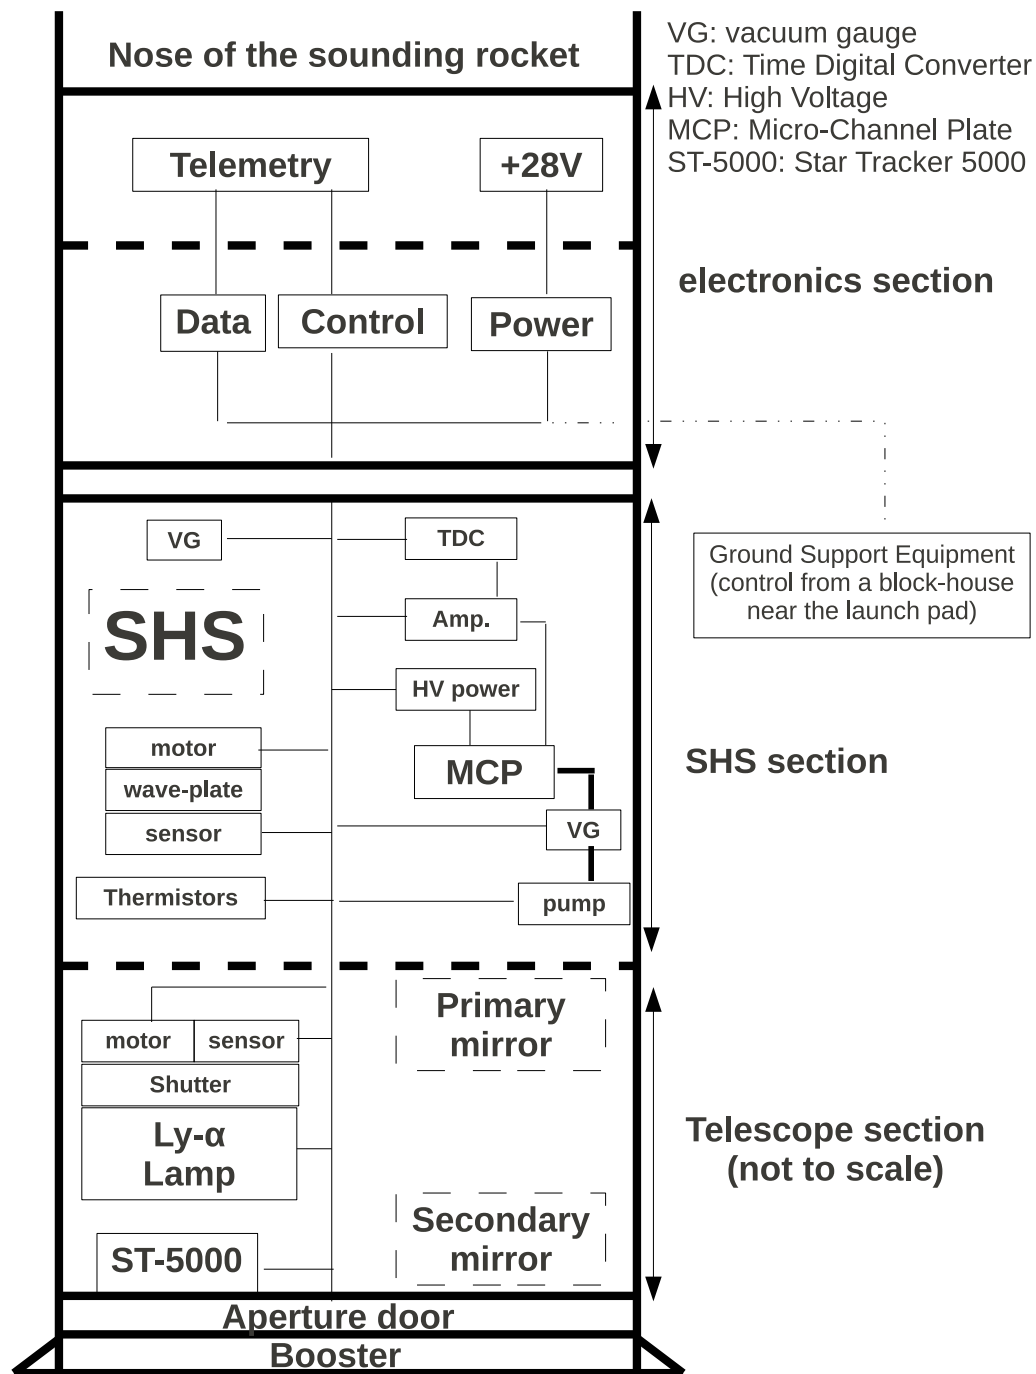 Nose of the sounding rocket
VG: vacuum gauge
TDC: Time Digital Converter
HV: High Voltage
MCP: Micro-Channel Plate
ST-5000: Star Tracker 5000
Telemetry
+28V
electronics section
Data
Control
Power
VG
TDC
Ground Support Equipment
(control from a block-house
near the launch pad)
SHS
Amp.
HV power
motor
MCP
SHS section
wave-plate
sensor
VG
Thermistors
pump
Primary
mirror
motor
sensor
Shutter
Ly-α
Lamp
Telescope section
(not to scale)
Secondary
mirror
ST-5000
Aperture door
Booster